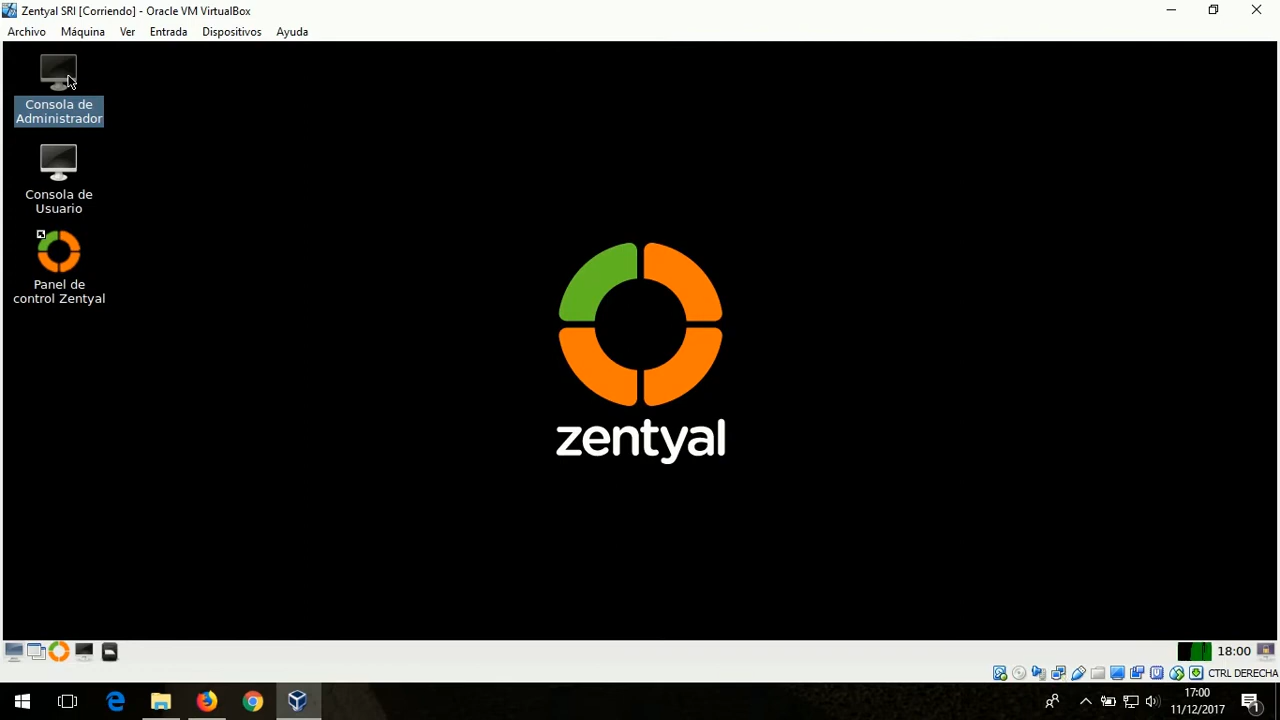 Zentyal SRI [Corriendo] - Oracle VM VirtualBox
Archivo Máquina Ver Entrada Dispositivos Ayuda
Consola de
Administrador
Consola de
Usuario
Panel de
control Zentyal
zentyal
18:00
CTRL DERECHA
17:00
11/12/2017
1